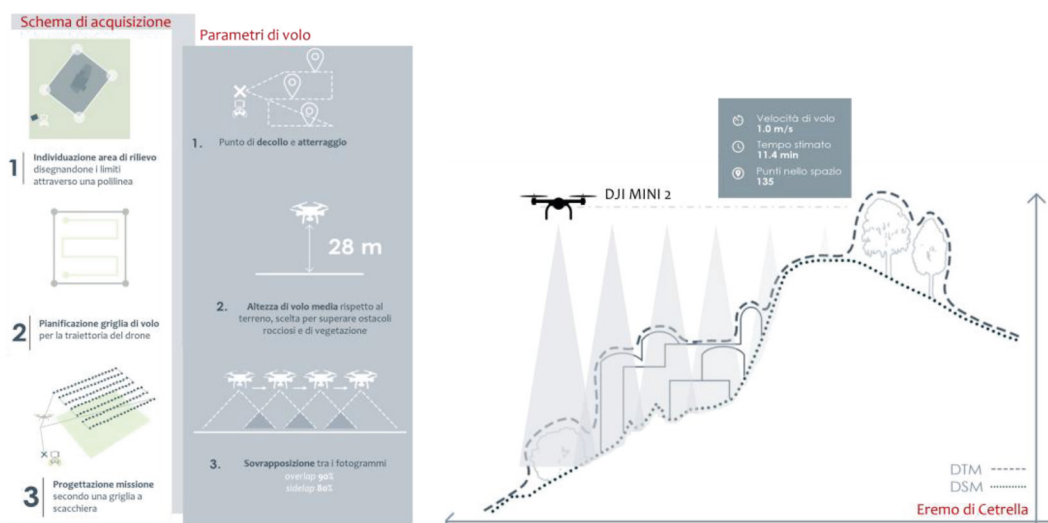 Schema di acquisizione
1
Individuazione area di rilievo
disegnandone i limiti
attraverso una polilinea
2
Pianificazione griglia di volo
per la traiettoria del drone
3
Progettazione missione
secondo una griglia a
scacchiera
Parametri di volo
1. Punto di decollo e atterraggio
28 m
2. Altezza di volo media rispetto al
terreno, scelta per superare ostacoli
rocciosi e di vegetazione
3. Sovrapposizione tra i fotogrammi
overlap 90%
sidelap 80%
Velocità di volo
1.0 m/s
Tempo stimato
11.4 min
Punti nello spazio
135
DJI MINI 2
DTM
DSM
Eremo di Cetrella